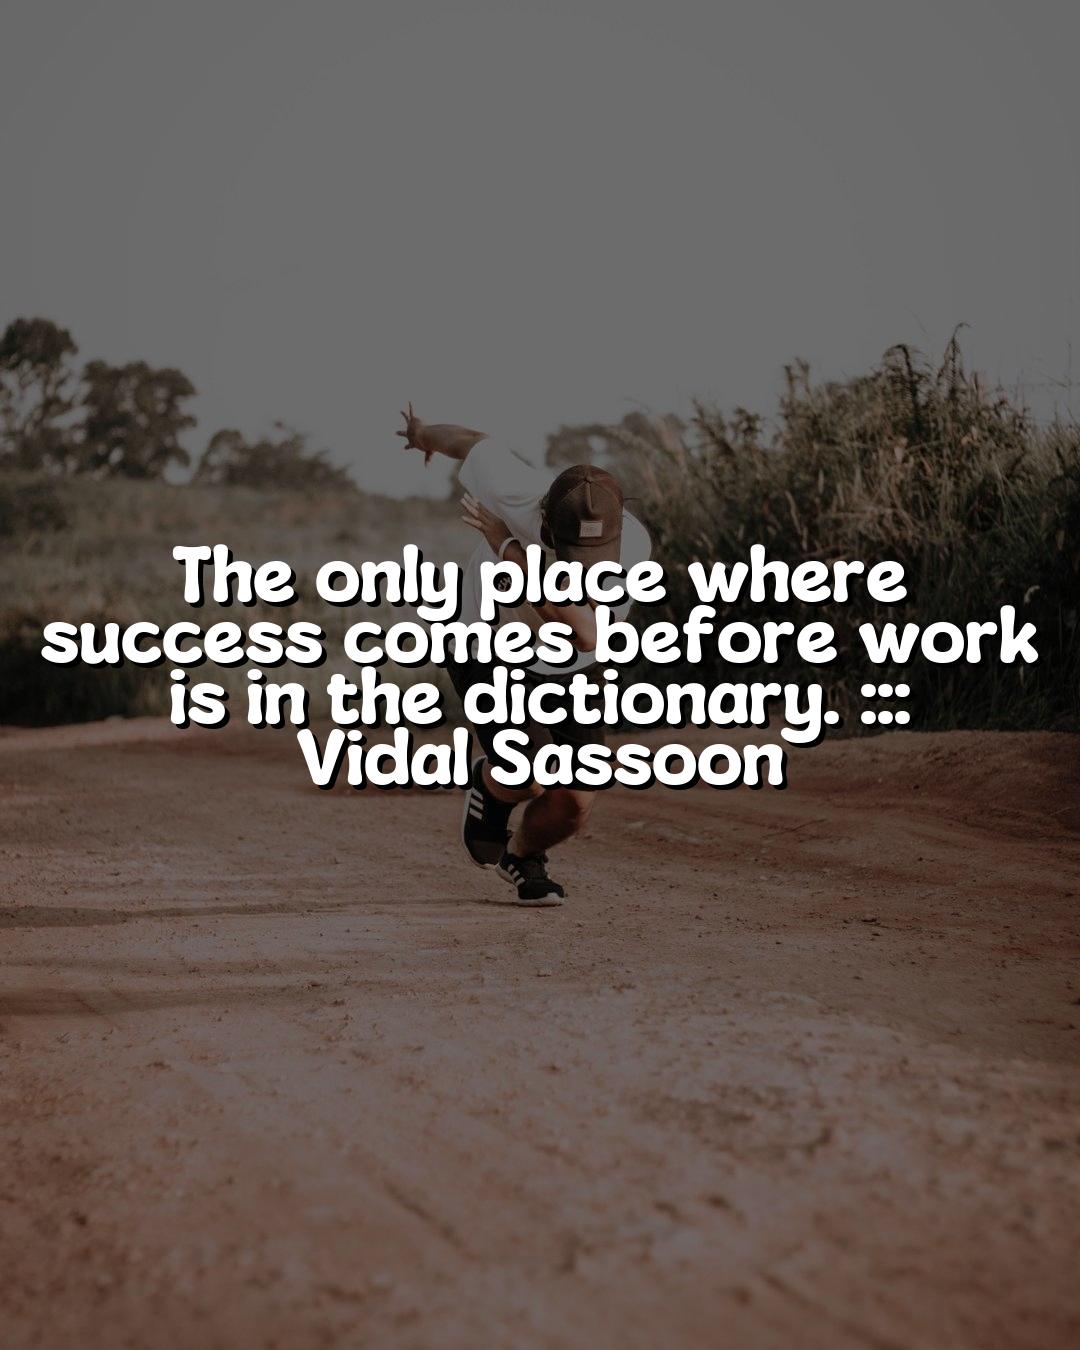 The only place where
success comes before work
is in the dictionary. :::
Vidal Sassoon